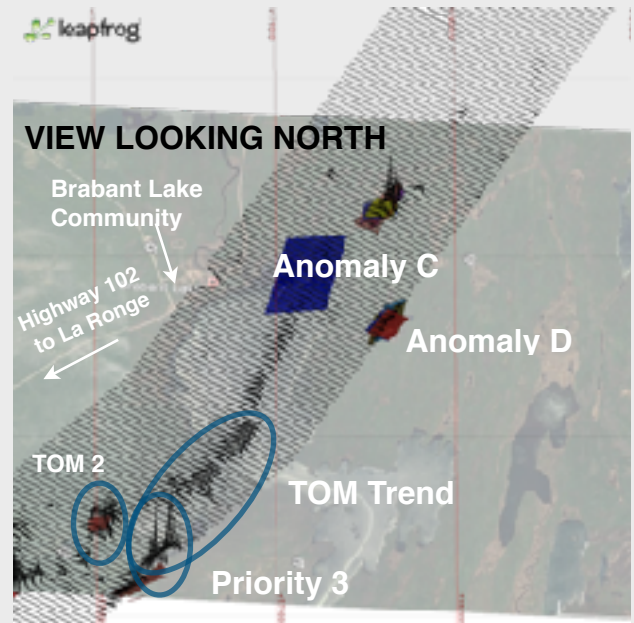 leapfrog
VIEW LOOKING NORTH
Brabant Lake
Community
Anomaly C
Highway 102
to La Ronge
Anomaly D
TOM 2
TOM Trend
Priority 3